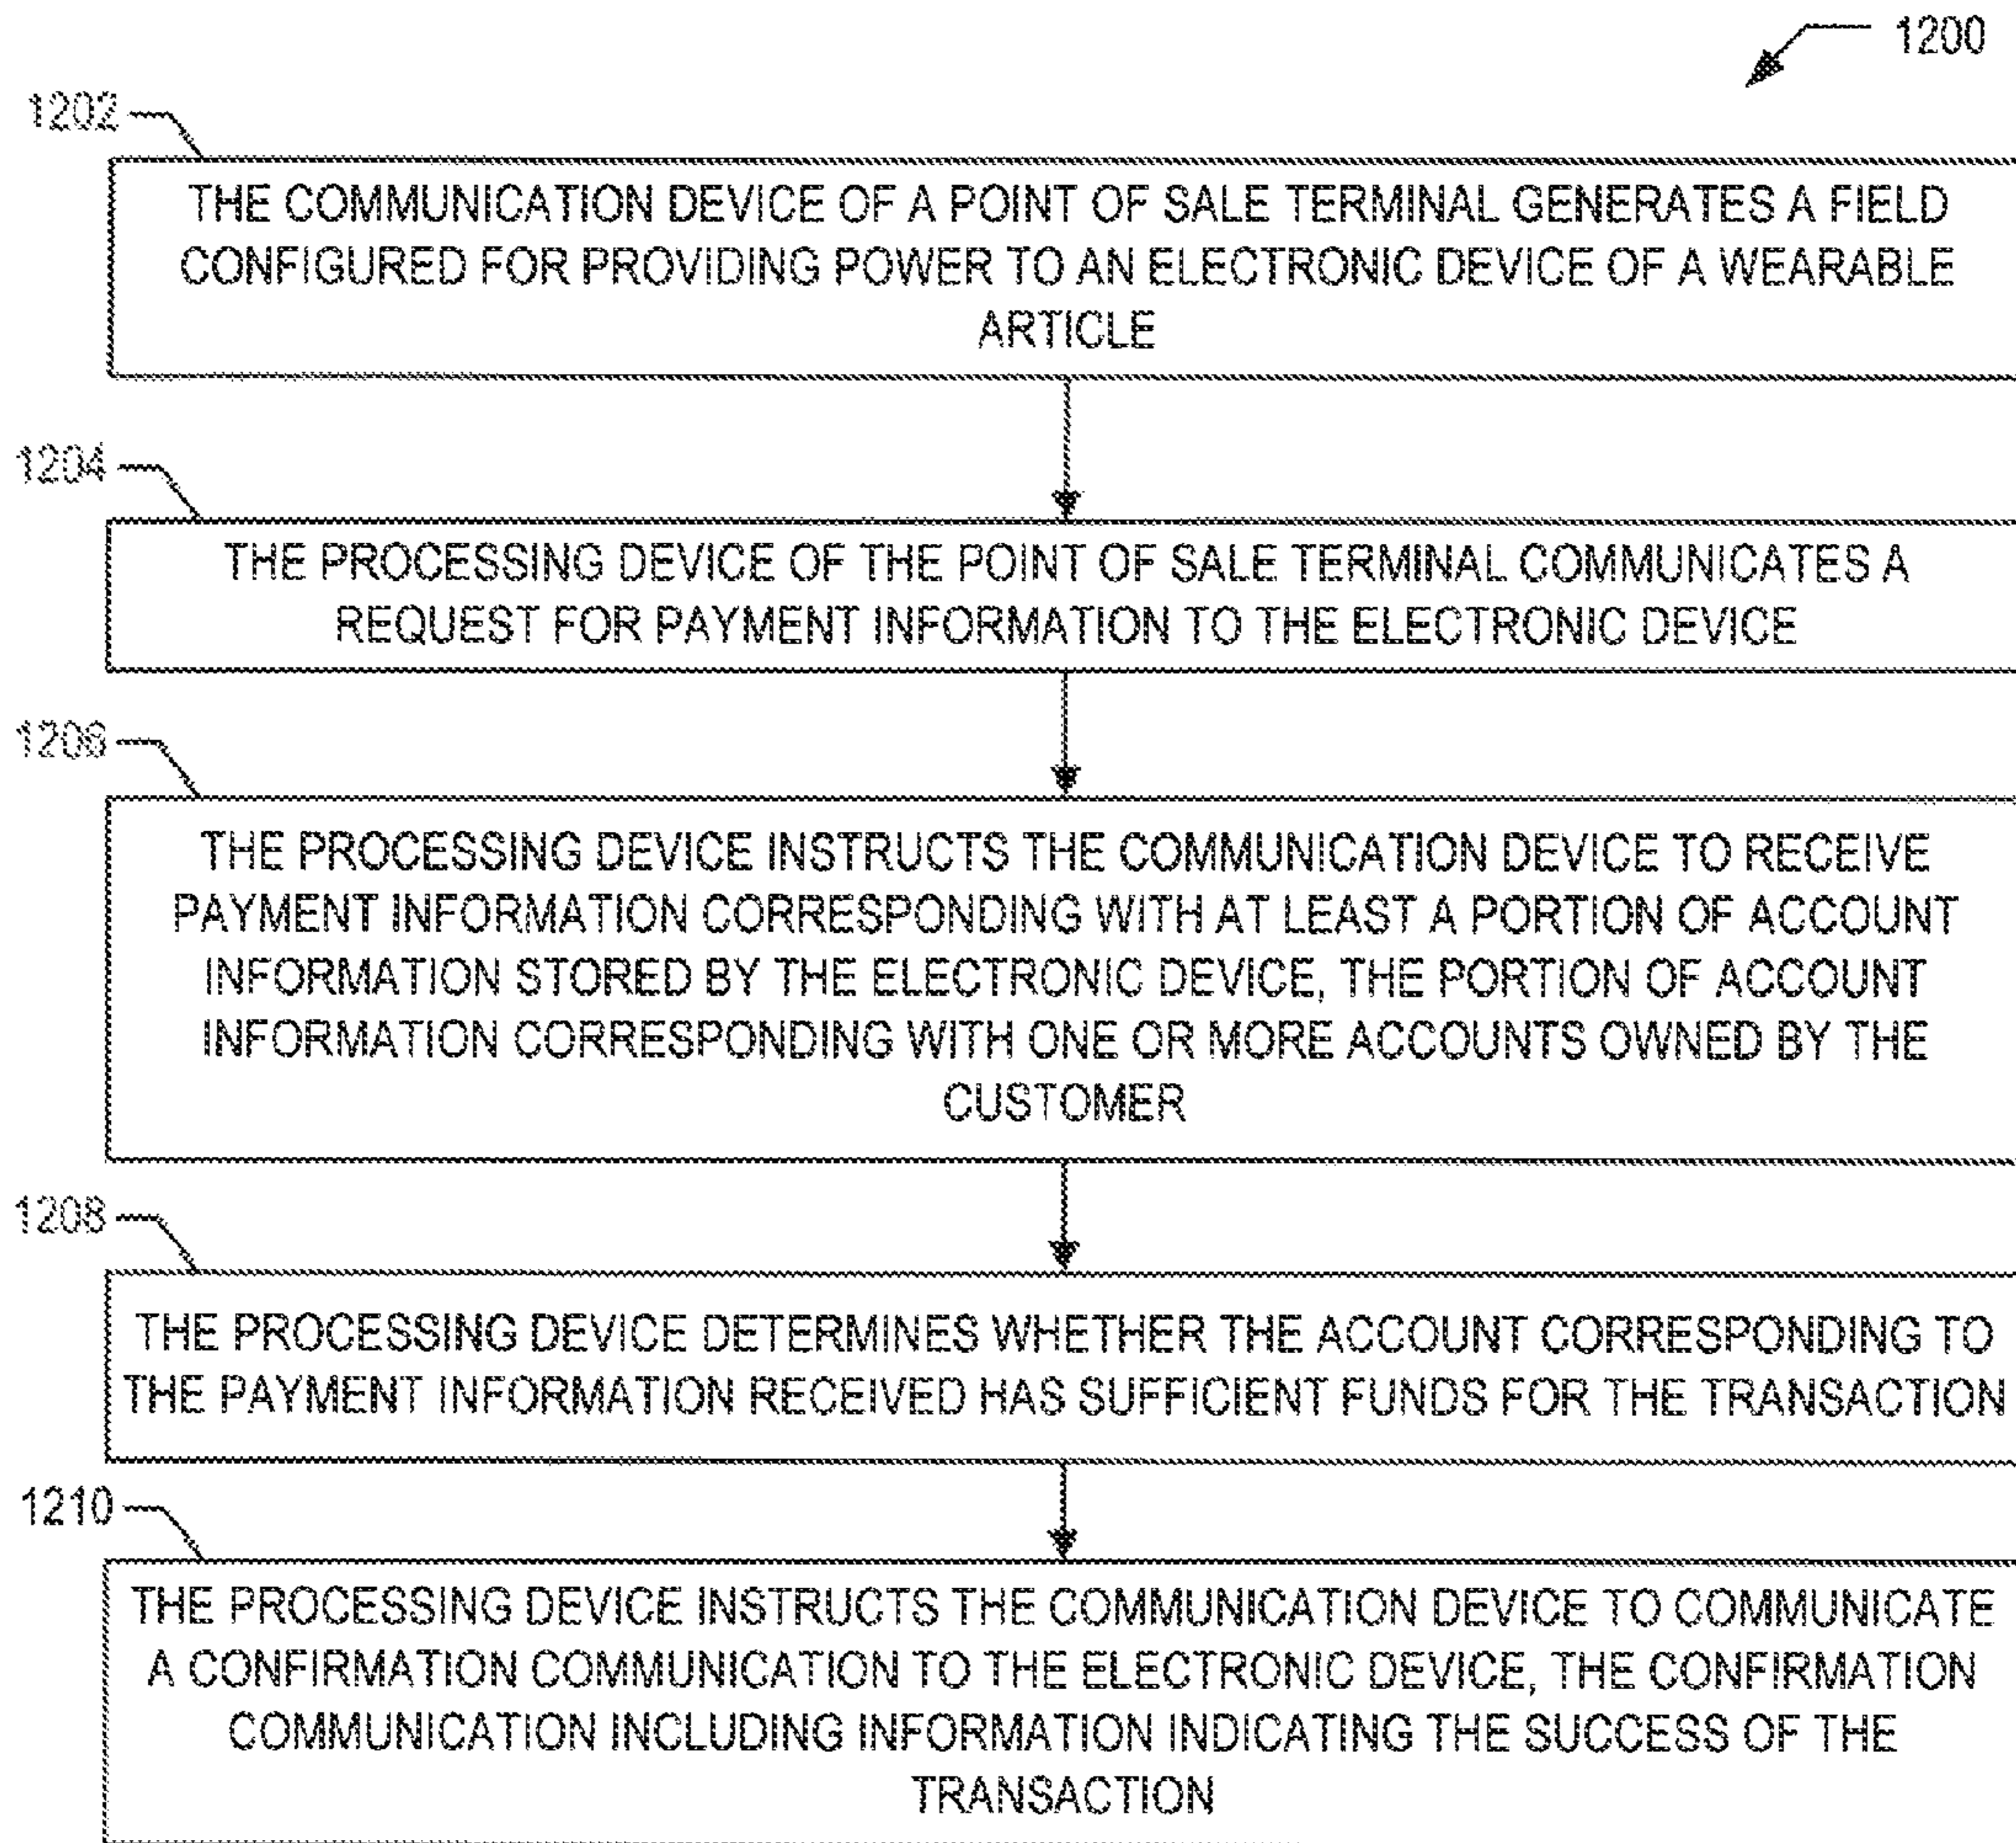 1200
1202
THE COMMUNICATION DEVICE OF A POINT OF SALE TERMINAL GENERATES A FIELD
CONFIGURED FOR PROVIDING POWER TO AN ELECTRONIC DEVICE OF A WEARABLE
ARTICLE
1204
THE PROCESSING DEVICE OF THE POINT OF SALE TERMINAL COMMUNICATES A
REQUEST FOR PAYMENT INFORMATION TO THE ELECTRONIC DEVICE
1206
THE PROCESSING DEVICE INSTRUCTS THE COMMUNICATION DEVICE TO RECEIVE
PAYMENT INFORMATION CORRESPONDING WITH AT LEAST A PORTION OF ACCOUNT
INFORMATION STORED BY THE ELECTRONIC DEVICE, THE PORTION OF ACCOUNT
INFORMATION CORRESPONDING WITH ONE OR MORE ACCOUNTS OWNED BY THE
CUSTOMER
1208
THE PROCESSING DEVICE DETERMINES WHETHER THE ACCOUNT CORRESPONDING TO
THE PAYMENT INFORMATION RECEIVED HAS SUFFICIENT FUNDS FOR THE TRANSACTION
1210
THE PROCESSING DEVICE INSTRUCTS THE COMMUNICATION DEVICE TO COMMUNICATE
A CONFIRMATION COMMUNICATION TO THE ELECTRONIC DEVICE, THE CONFIRMATION
COMMUNICATION INCLUDING INFORMATION INDICATING THE SUCCESS OF THE
TRANSACTION